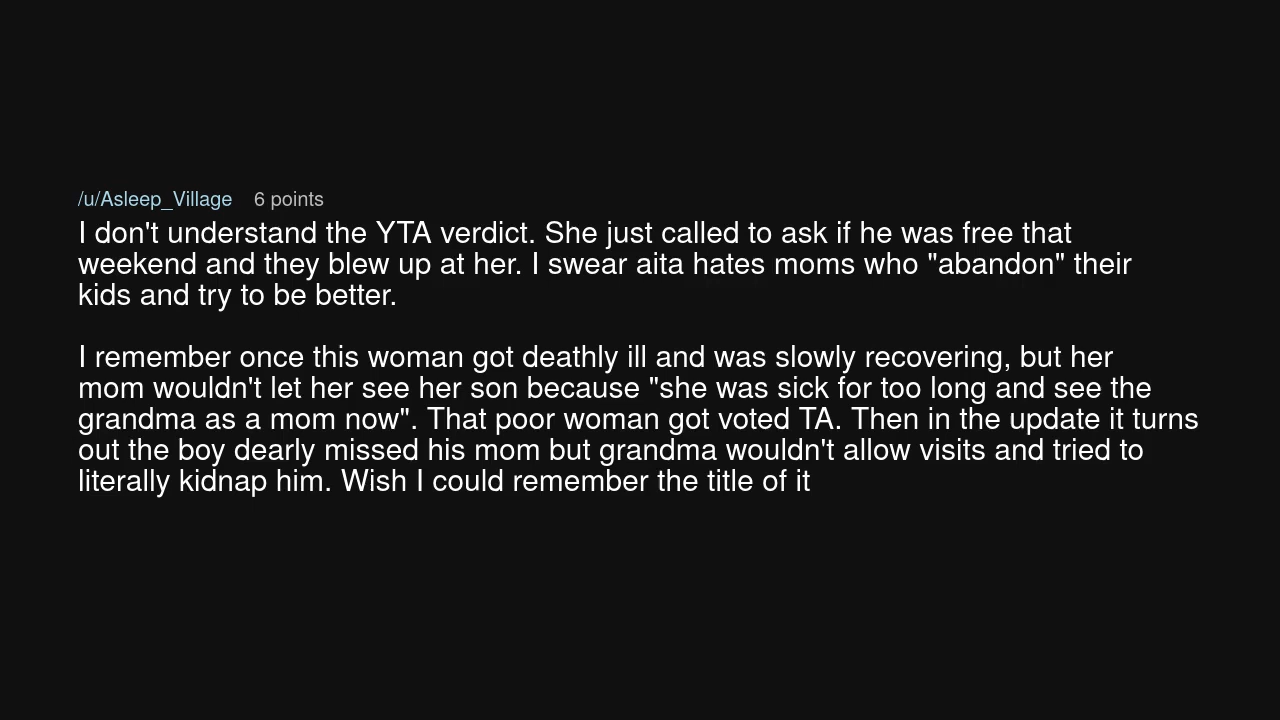 /u/Asleep_Village 6 points
I don't understand the YTA verdict. She just called to ask if he was free that
weekend and they blew up at her. I swear aita hates moms who "abandon" their
kids and try to be better.
I remember once this woman got deathly ill and was slowly recovering, but her
mom wouldn't let her see her son because "she was sick for too long and see the
grandma as a mom now". That poor woman got voted TA. Then in the update it turns
out the boy dearly missed his mom but grandma wouldn't allow visits and tried to
literally kidnap him. Wish I could remember the title of it